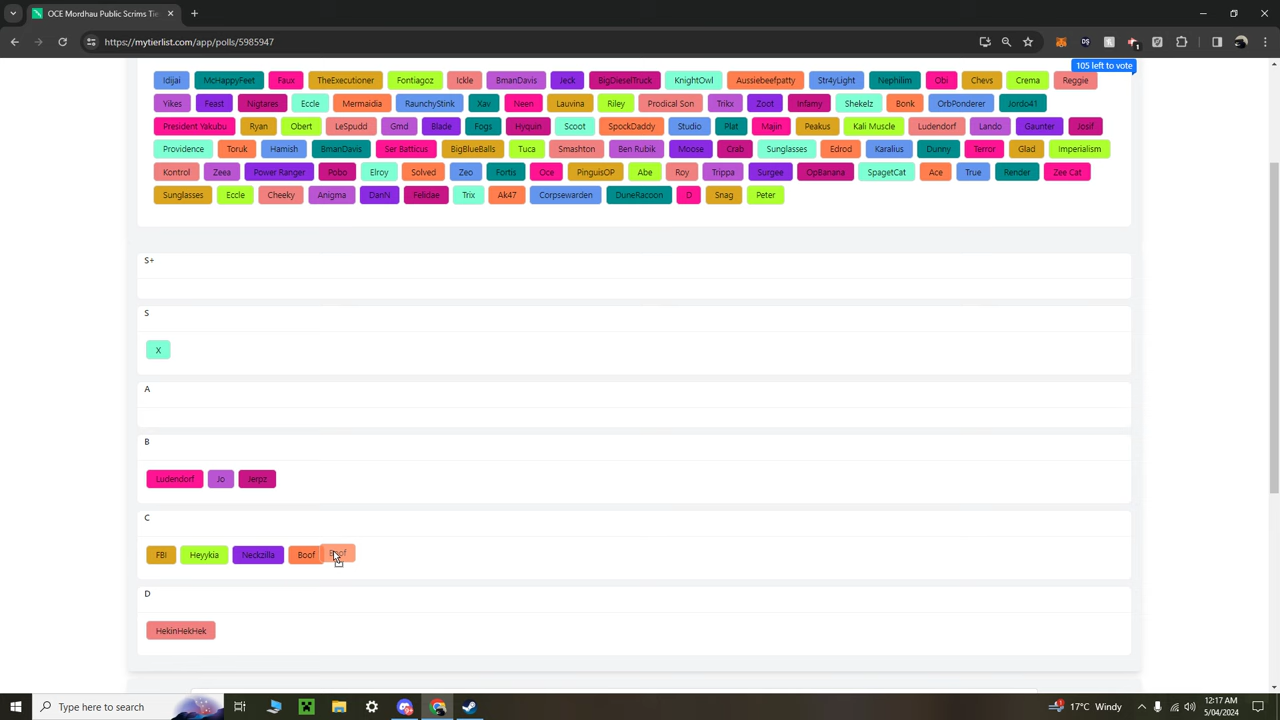 OCE Mordhau Public Scrims Tie
https://mytierlist.com/app/polls/5985947
105 left to vote
Idijai McHappyFeet Faux TheExecutioner Fontiagoz Ickle BmanDavis Jeck BigDieselTruck KnightOwl Aussiebeefpatty Str4yLight Nephilim Obi Chevs Crema Reggie
Yikes Feast Nigtares Eccle Mermaidia RaunchyStink Xav Neen Lauvina Riley Prodical Son Trikx Zoot Infamy Shekelz Bonk OrbPonderer Jordo41
President Yakubu Ryan Obert LeSpudd Gmd Blade Fogs Hyquin Scoot SpockDaddy Studio Plat Majin Peakus Kali Muscle Ludendorf Lando Gaunter Josif
Providence Toruk Hamish BmanDavis Ser Batticus BigBlueBalls Tuca Smashton Ben Rubik Moose Crab Sunglasses Edrod Karalius Dunny Terror Glad Imperialism
Kontrol Zeea Power Ranger Pobo Elroy Solved Zeo Fortis Oce PinguisOP Abe Roy Trippa Surgee OpBanana SpagetCat Ace True Render Zee Cat
Sunglasses Eccle Cheeky Anigma DanN Felidae Trix Ak47 Corpsewarden DuneRacoon D Snag Peter
S+
S
X
A
B
Ludendorf Jo Jerpz
C
FBI Heyykia Neckzilla Boof Boof
D
HekinHekHek
Type here to search
17°C Windy
12:17 AM
5/04/2024